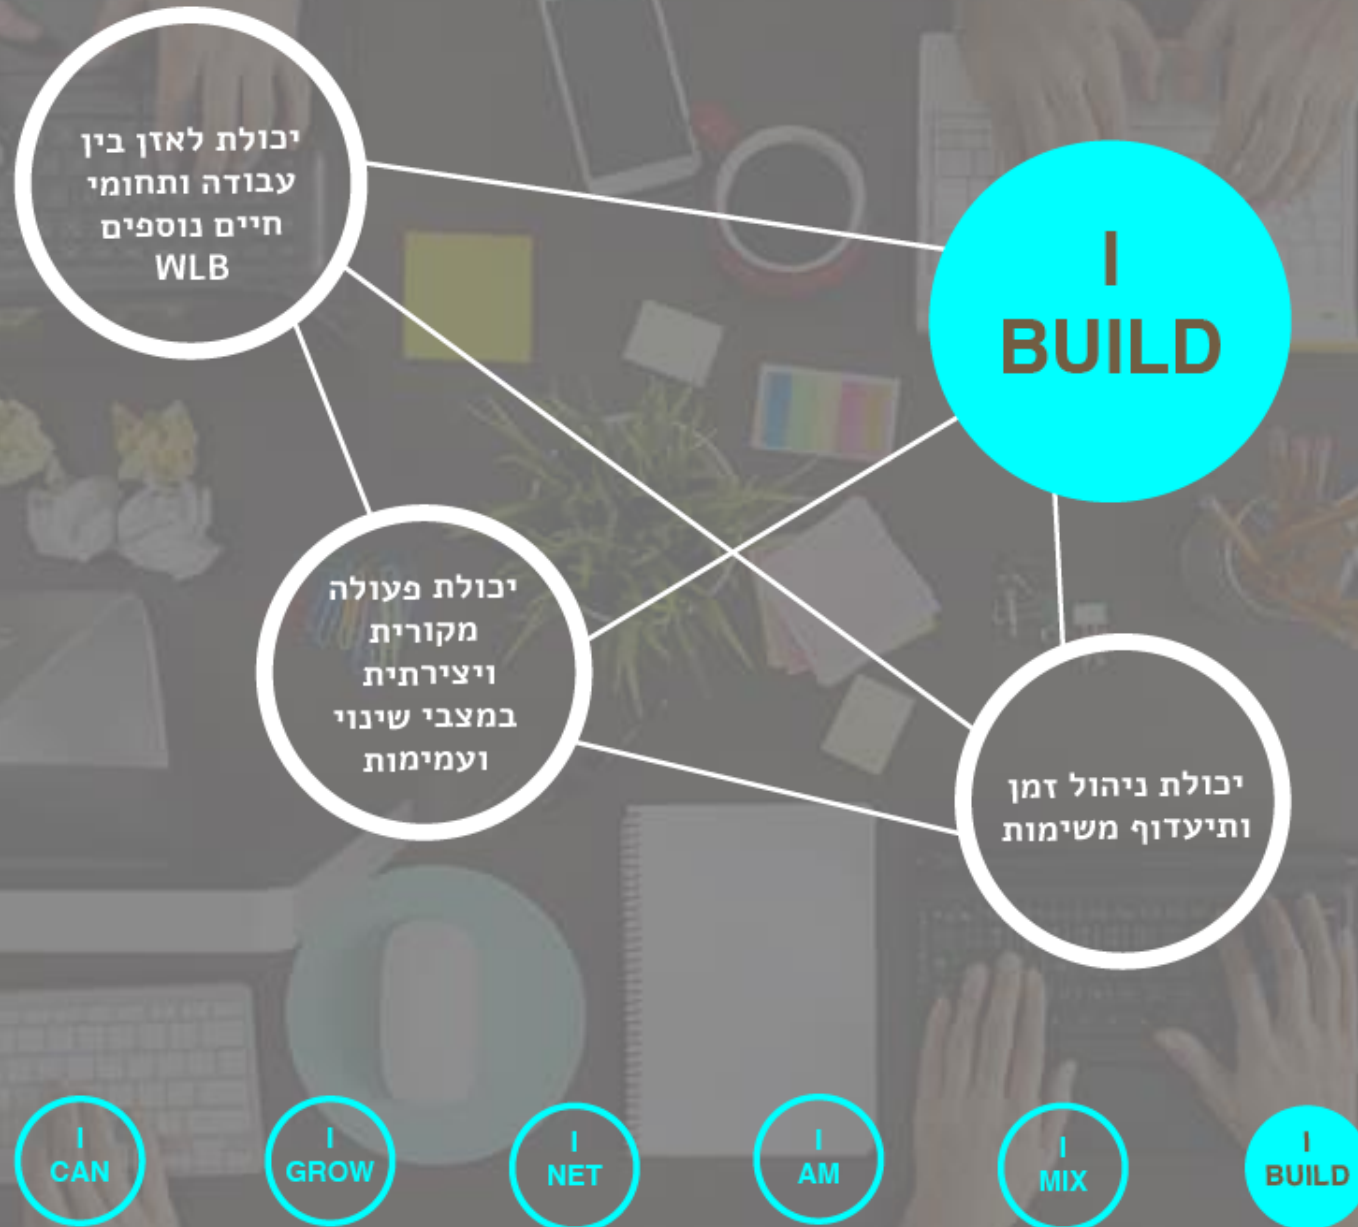 I
BUILD
יכולת לאזן בין
עבודה ותחומי
חיים נוספים
WLB
יכולת פעולה
מקורית
ויצירתית
במצבי שינוי
ועמימות
יכולת ניהול זמן
ותיעדוף משימות
I
CAN
I
GROW
I
NET
I
AM
I
MIX
I
BUILD